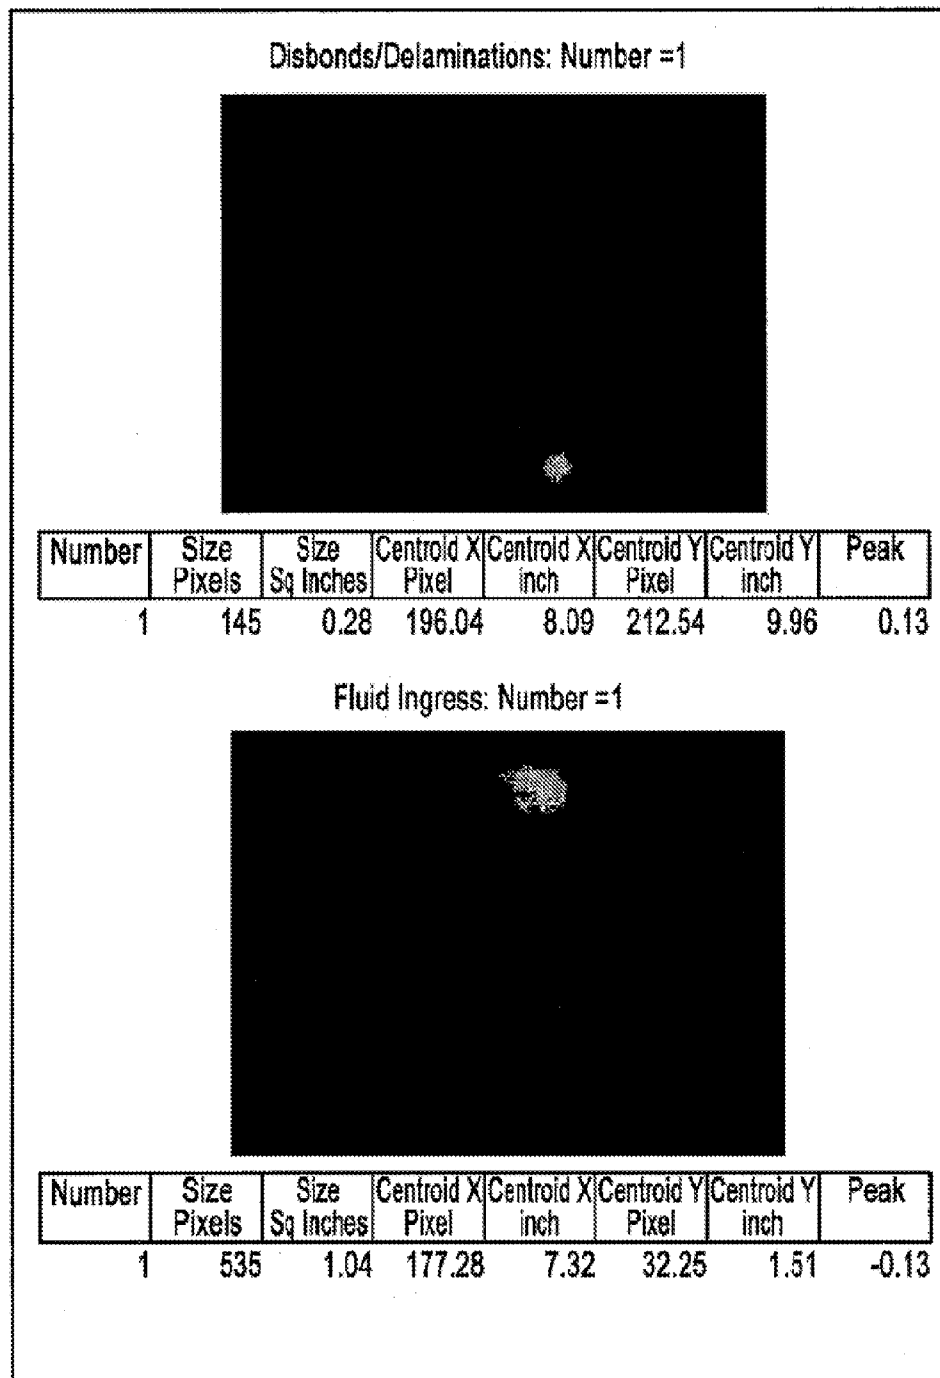 Disbonds/Delaminations: Number =1
Number Size Pixels Size Sq Inches Centroid X Pixel Centroid X inch Centroid Y Pixel Centroid Y inch Peak
1 145 0.28 196.04 8.09 212.54 9.96 0.13
Fluid Ingress: Number =1
Number Size Pixels Size Sq Inches Centroid X Pixel Centroid X inch Centroid Y Pixel Centroid Y inch Peak
1 535 1.04 177.28 7.32 32.25 1.51 -0.13